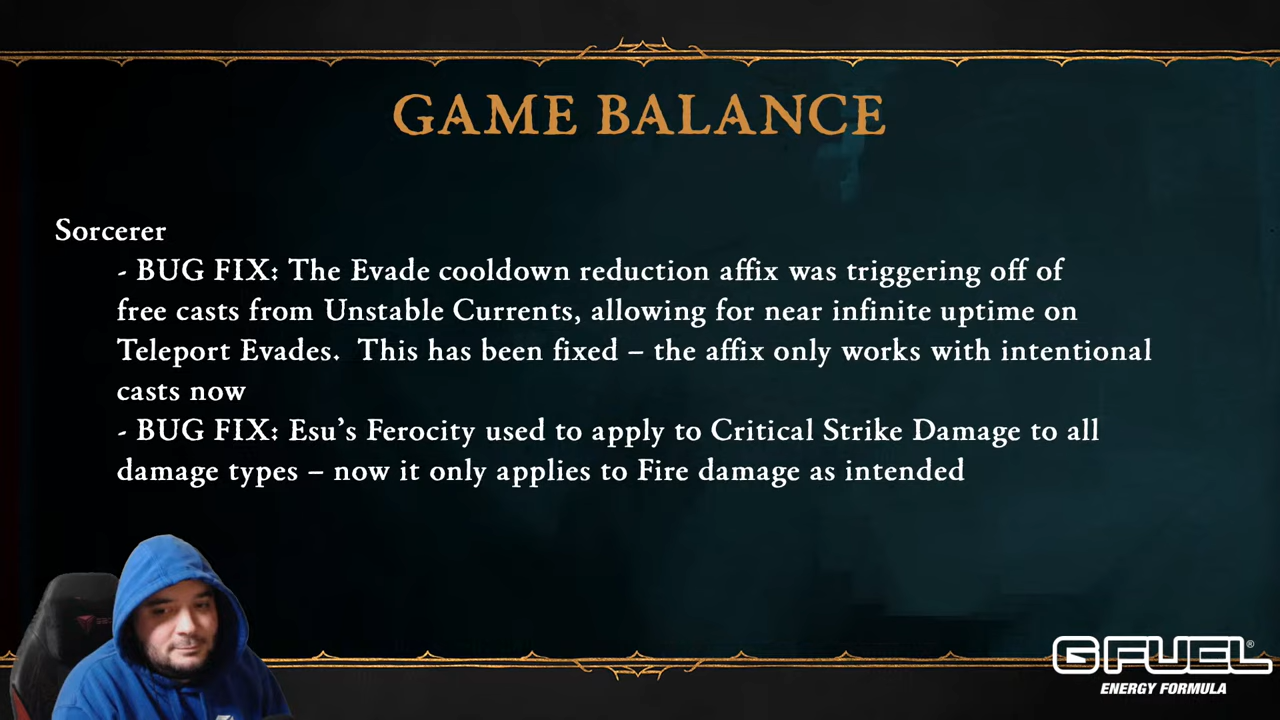 GAME BALANCE
Sorcerer
- BUG FIX: The Evade cooldown reduction affix was triggering off of
free casts from Unstable Currents, allowing for near infinite uptime on
Teleport Evades.  This has been fixed – the affix only works with intentional
casts now
- BUG FIX: Esu’s Ferocity used to apply to Critical Strike Damage to all
damage types – now it only applies to Fire damage as intended
G FUEL®
ENERGY FORMULA